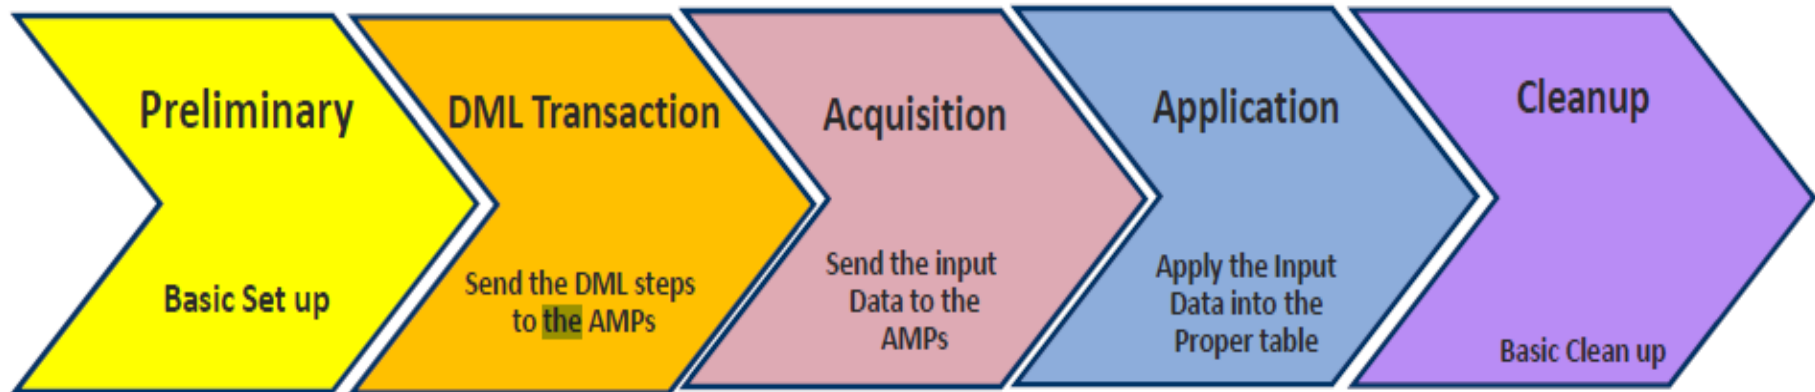 Preliminary
Basic Set up
DML Transaction
Send the DML steps
to the AMPs
Acquisition
Send the input
Data to the
AMPs
Application
Apply the Input
Data into the
Proper table
Cleanup
Basic Clean up